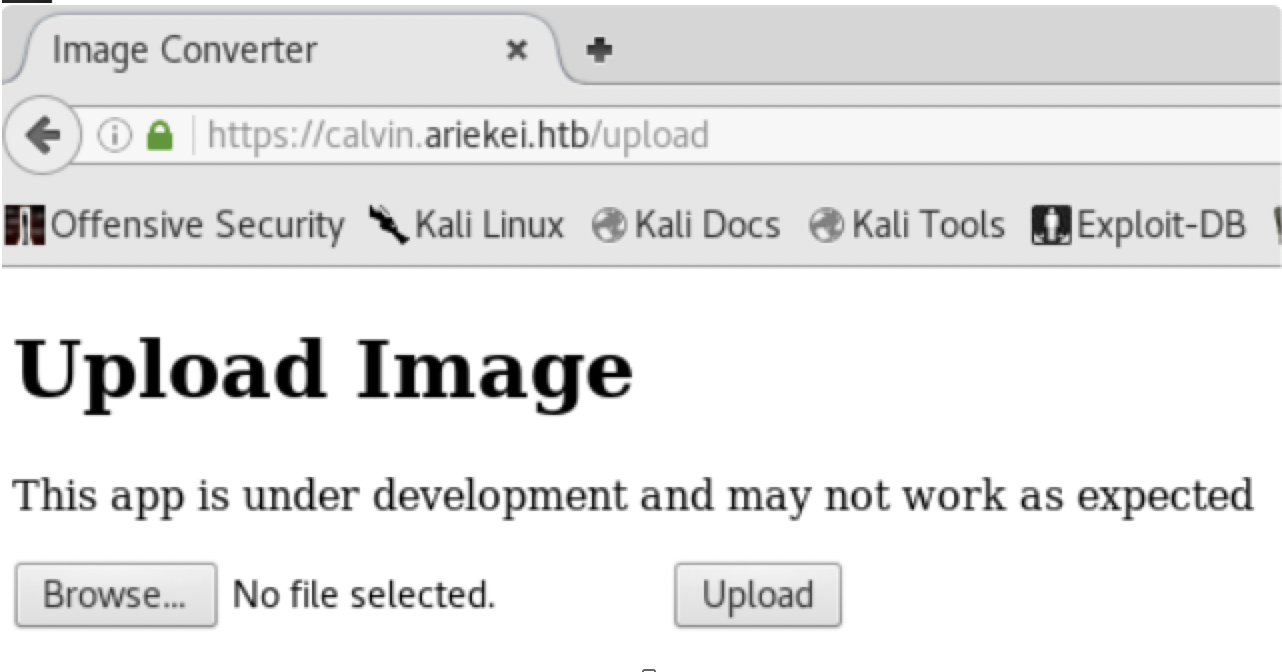 Image Converter
https://calvin.ariekei.htb/upload
Offensive Security Kali Linux Kali Docs Kali Tools Exploit-DB
Upload Image
This app is under development and may not work as expected
Browse... No file selected. Upload